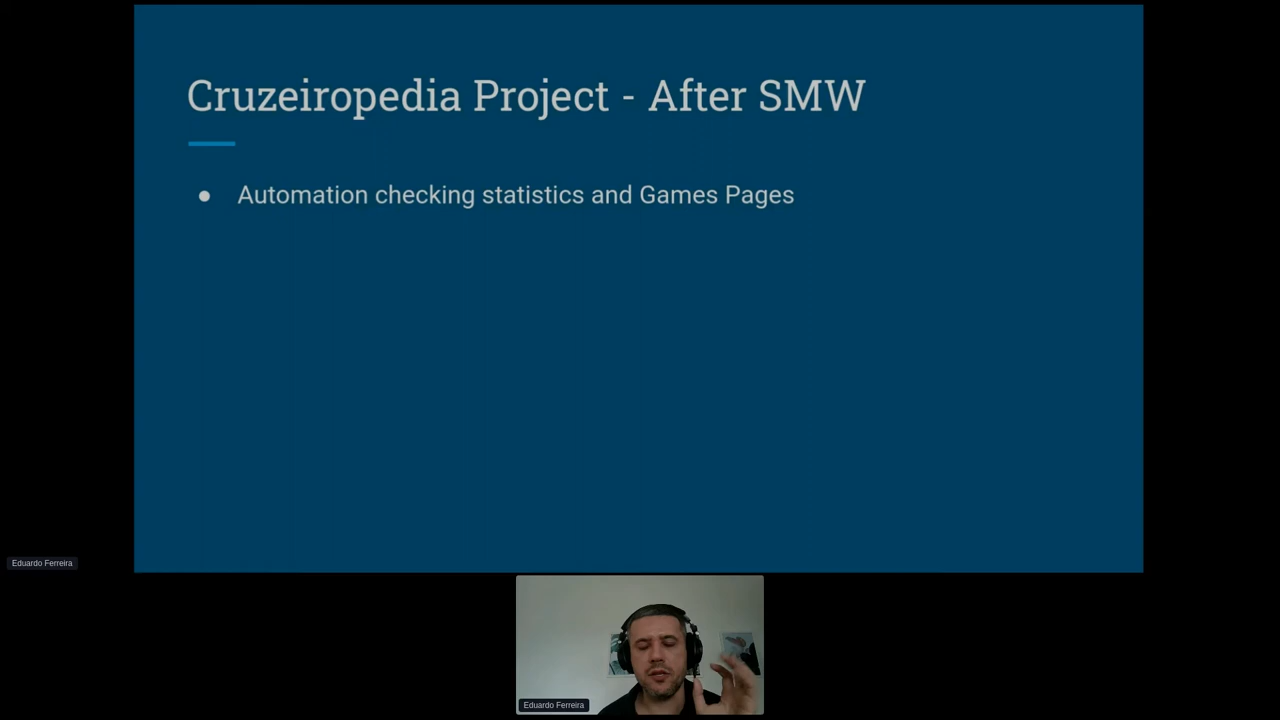 Cruzeiropedia Project - After SMW
● Automation checking statistics and Games Pages
Eduardo Ferreira
Eduardo Ferreira